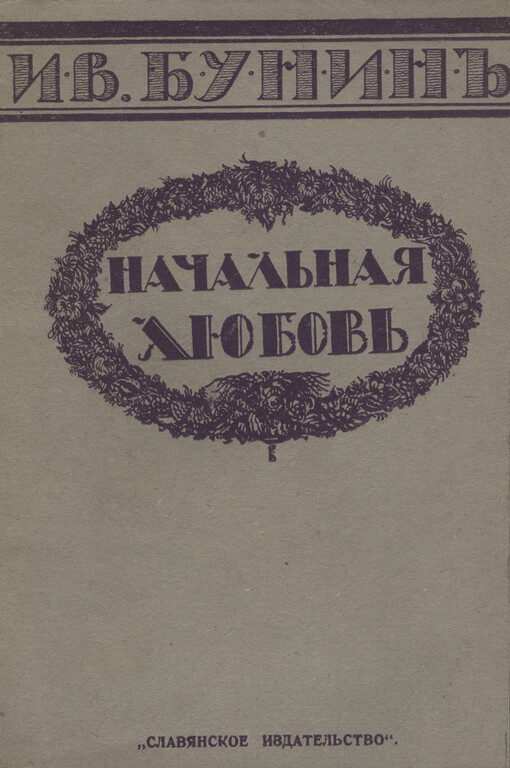 ИВ. БУНИНЪ
НАЧАЛЬНАЯ
ЛЮБОВЬ
„СЛАВЯНСКОЕ ИЗДАТЕЛЬСТВО“.